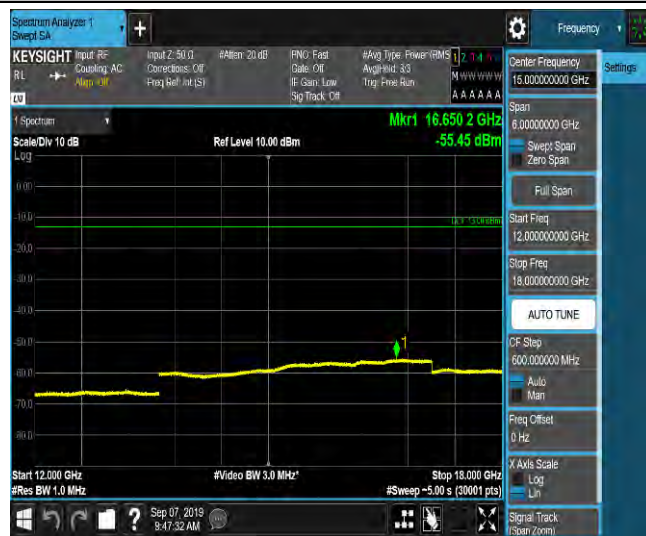 Spectrum Analyzer 1
Swept SA
+
Frequency
KEYSIGHT
Input: RF
Input Z: 50 Ω
#Atten: 20 dB
PNO: Fast
#Avg Type: Power (RMS
1 2 3 4 5 6
RL
Coupling: AC
Corrections: Off
Gate: Off
Avg|Hold: 3/3
M W W W W W
Align: Off
Freq Ref: Int (S)
IF Gain: Low
Trig: Free Run
Sig Track: Off
A A A A A A
LN
1 Spectrum
Mkr1 16.650 2 GHz
Scale/Div 10 dB
Ref Level 10.00 dBm
-55.45 dBm
Log
0.00
-10.0
DL1 -13.00 dBm
-20.0
-30.0
-40.0
-50.0
1
-60.0
-70.0
-80.0
Start 12.000 GHz
#Video BW 3.0 MHz*
Stop 18.000 GHz
#Res BW 1.0 MHz
#Sweep ~5.00 s (30001 pts)
?
Sep 07, 2019
9:47:32 AM
Center Frequency
15.000000000 GHz
Settings
Span
6.00000000 GHz
Swept Span
Zero Span
Full Span
Start Freq
12.000000000 GHz
Stop Freq
18.000000000 GHz
AUTO TUNE
CF Step
600.000000 MHz
Auto
Man
Freq Offset
0 Hz
X Axis Scale
Log
Lin
Signal Track
(Span Zoom)